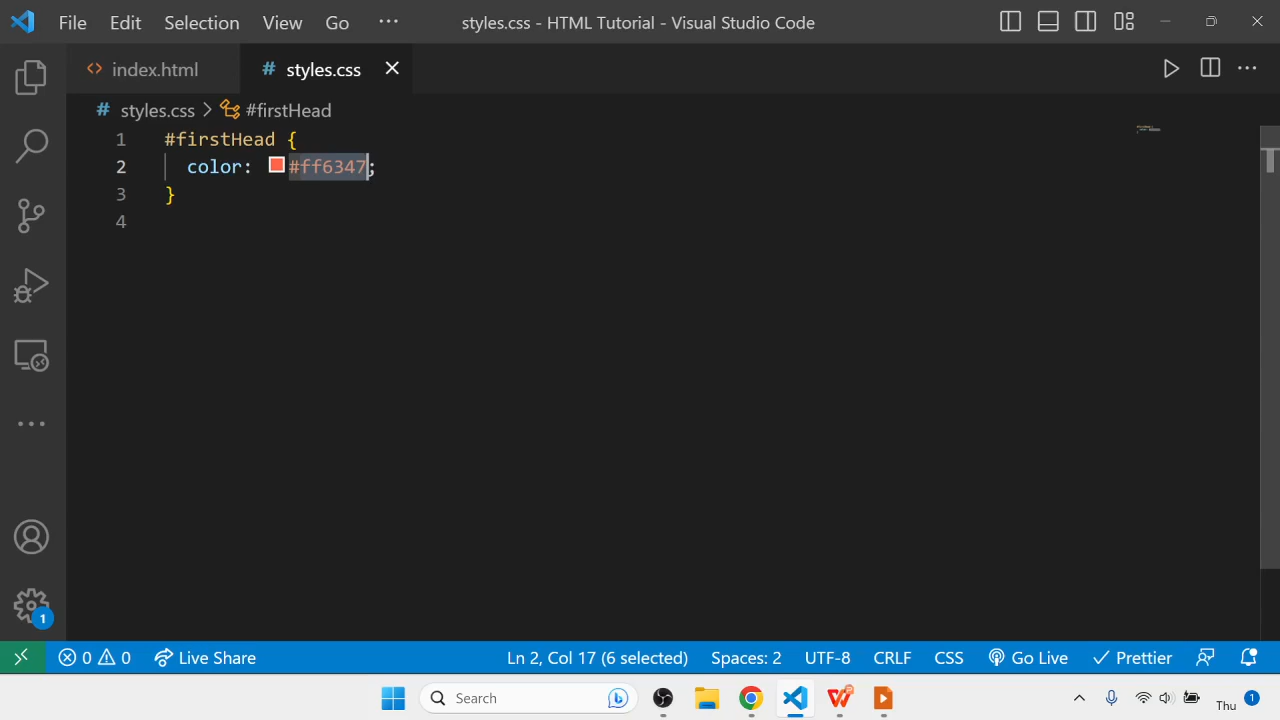 File Edit Selection View Go ··· styles.css - HTML Tutorial - Visual Studio Code
index.html # styles.css
# styles.css > #firstHead
1 #firstHead {
2 color: #ff6347;
3 }
4
1
0 0 Live Share Ln 2, Col 17 (6 selected) Spaces: 2 UTF-8 CRLF CSS Go Live Prettier
Search Thu 1